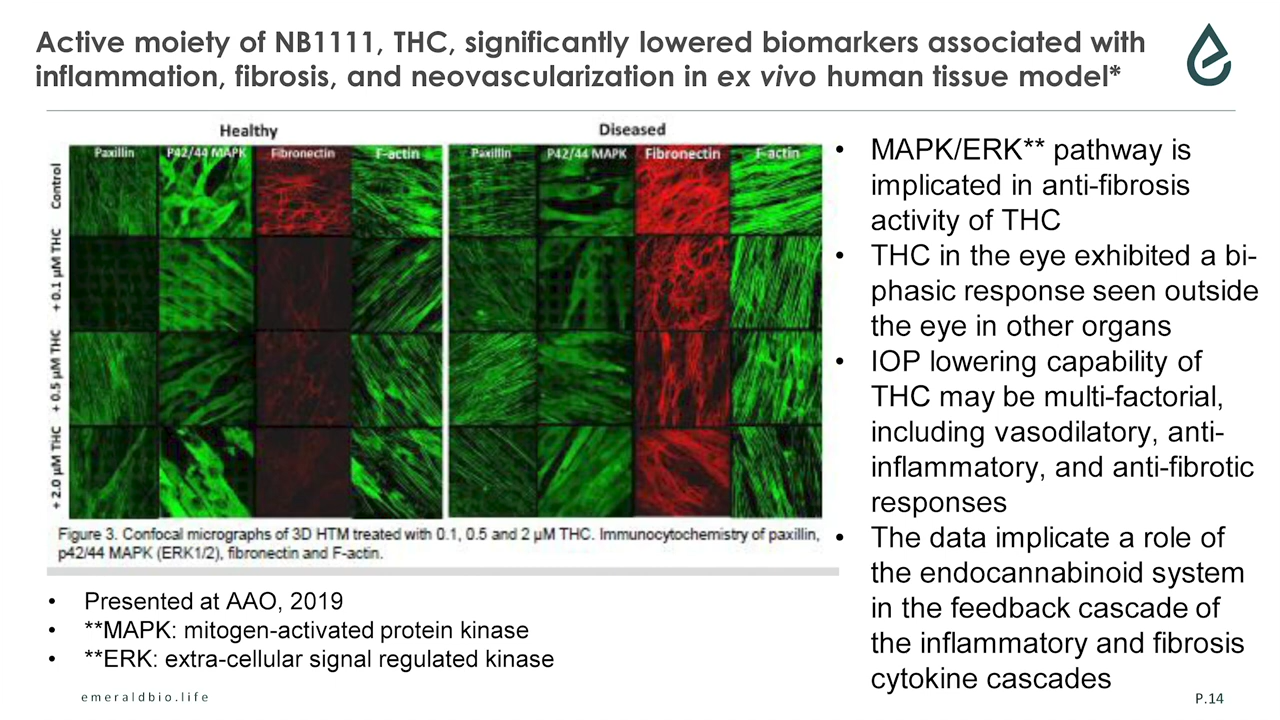 Active moiety of NB1111, THC, significantly lowered biomarkers associated with
inflammation, fibrosis, and neovascularization in ex vivo human tissue model*
Healthy
Diseased
Paxillin P42/44 MAPK Fibronectin F-actin
Paxillin P42/44 MAPK Fibronectin F-actin
Control
+ 0.1 µM THC
+ 0.5 µM THC
+ 2.0 µM THC
Figure 3. Confocal micrographs of 3D HTM treated with 0.1, 0.5 and 2 µM THC. Immunocytochemistry of paxillin,
p42/44 MAPK (ERK1/2), fibronectin and F-actin.
• Presented at AAO, 2019
• **MAPK: mitogen-activated protein kinase
• **ERK: extra-cellular signal regulated kinase
• MAPK/ERK** pathway is
implicated in anti-fibrosis
activity of THC
• THC in the eye exhibited a bi-
phasic response seen outside
the eye in other organs
• IOP lowering capability of
THC may be multi-factorial,
including vasodilatory, anti-
inflammatory, and anti-fibrotic
responses
• The data implicate a role of
the endocannabinoid system
in the feedback cascade of
the inflammatory and fibrosis
cytokine cascades
emeraldbio.life
P.14